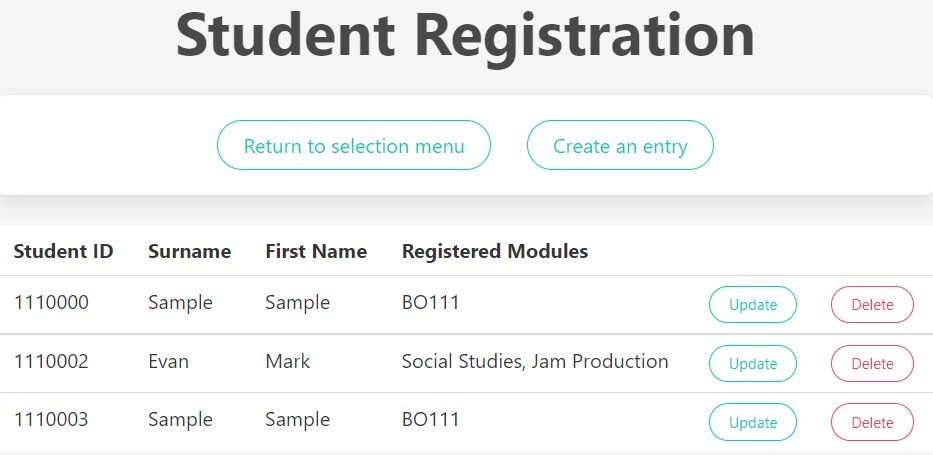 Student Registration
Return to selection menu Create an entry
Student ID Surname First Name Registered Modules
1110000 Sample Sample BO111 Update Delete
1110002 Evan Mark Social Studies, Jam Production Update Delete
1110003 Sample Sample BO111 Update Delete